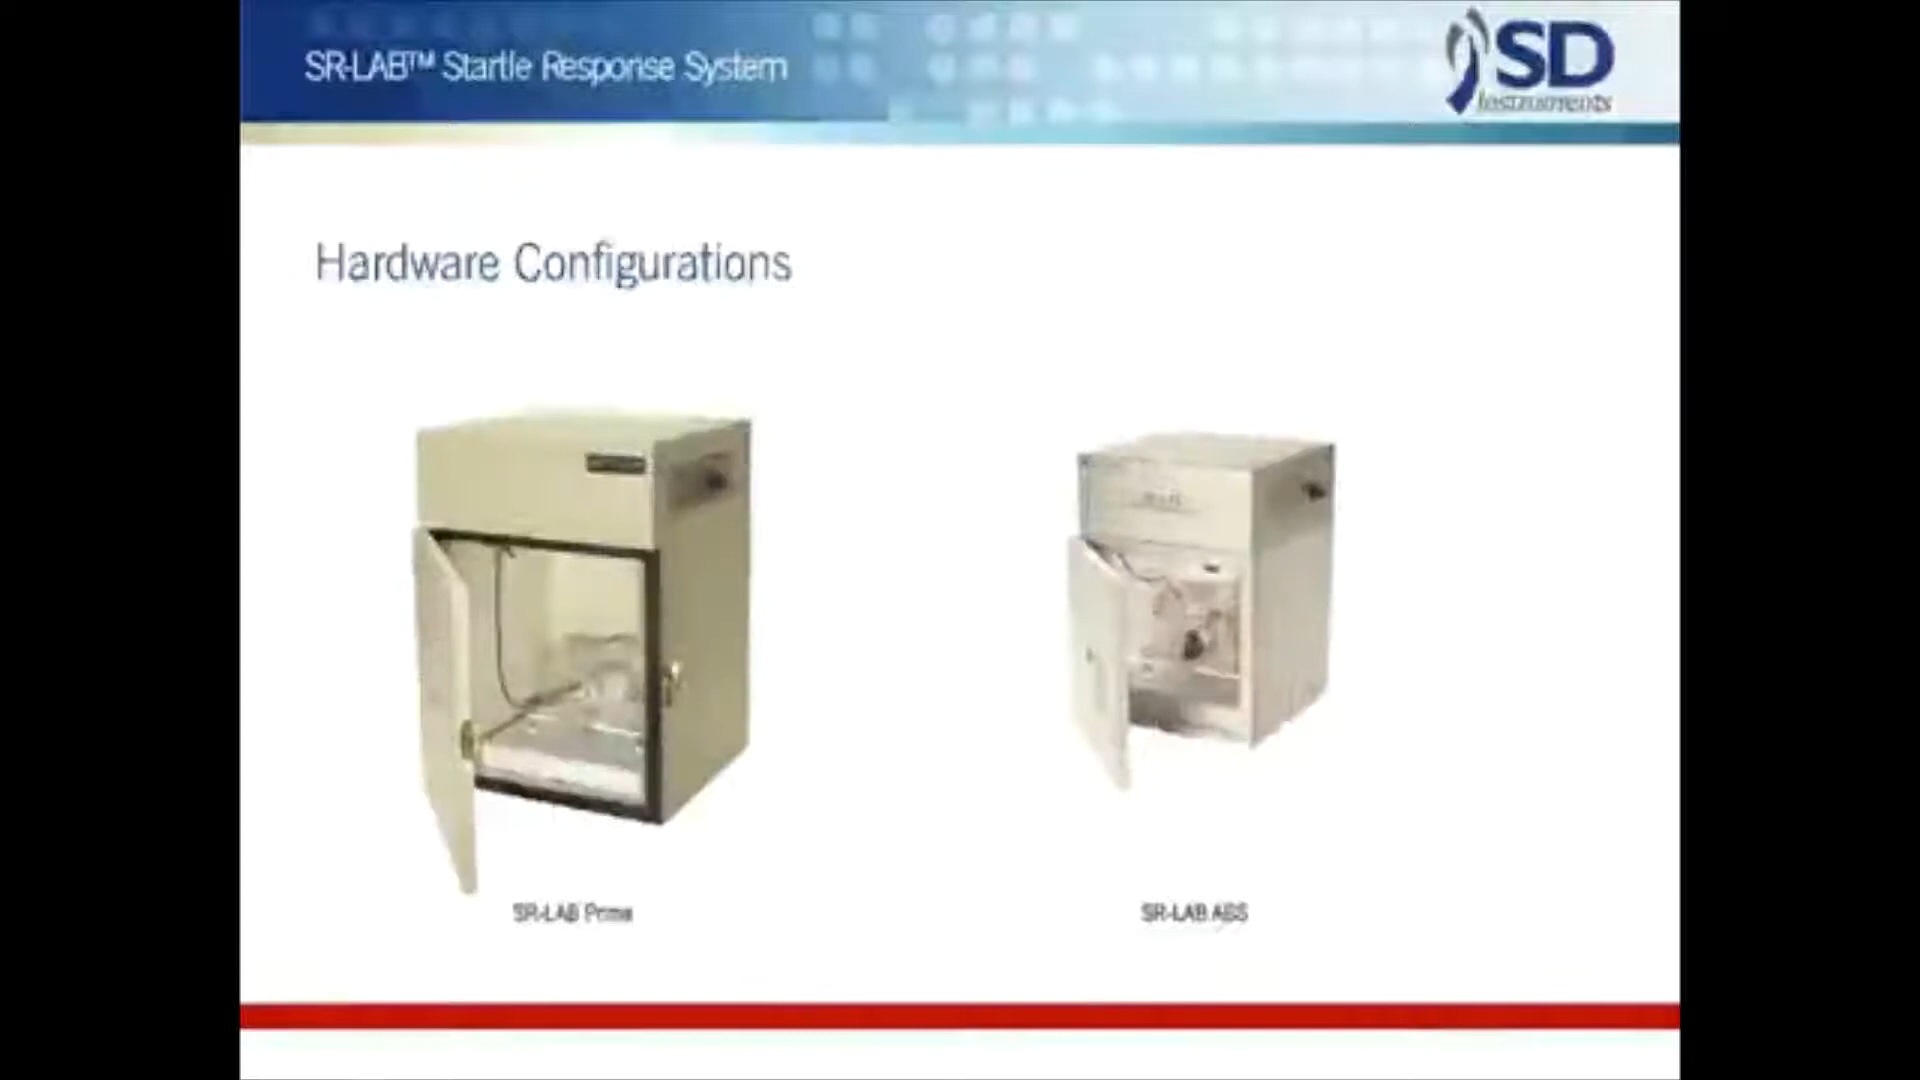 SR-LAB™ Startle Response System
SD
Instruments
Hardware Configurations
SR-LAB Prime
SR-LAB ABS